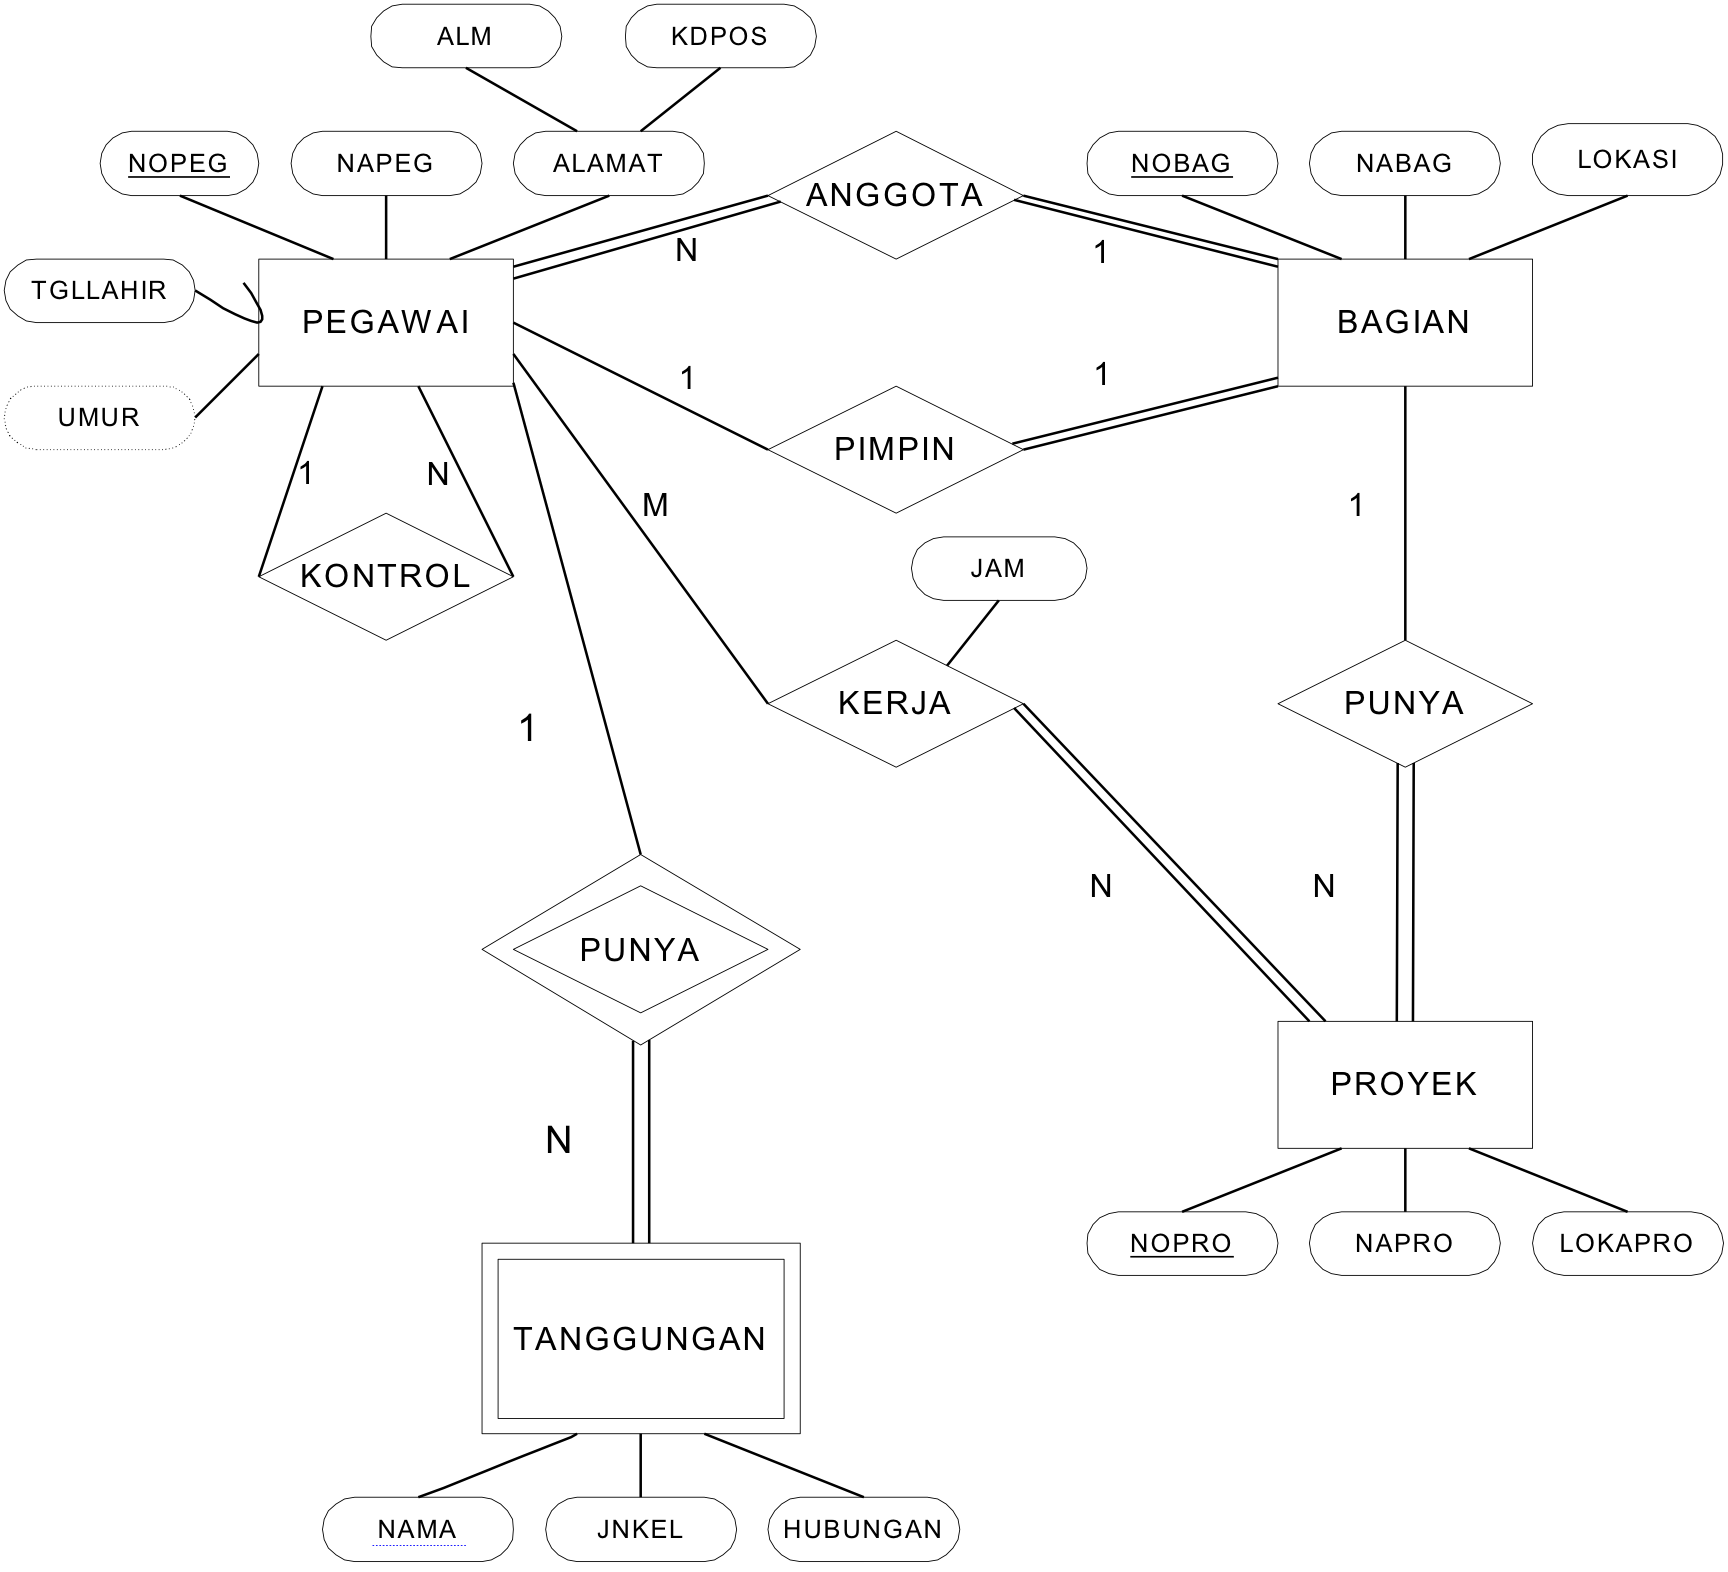 ALM
KDPOS
NOPEG
NAPEG
ALAMAT
ANGGOTA
NOBAG
NABAG
LOKASI
N
1
TGLLAHIR
PEGAWAI
BAGIAN
1
1
UMUR
PIMPIN
1
N
M
1
KONTROL
JAM
KERJA
PUNYA
1
N
N
PUNYA
PROYEK
N
NOPRO
NAPRO
LOKAPRO
TANGGUNGAN
NAMA
JNKEL
HUBUNGAN